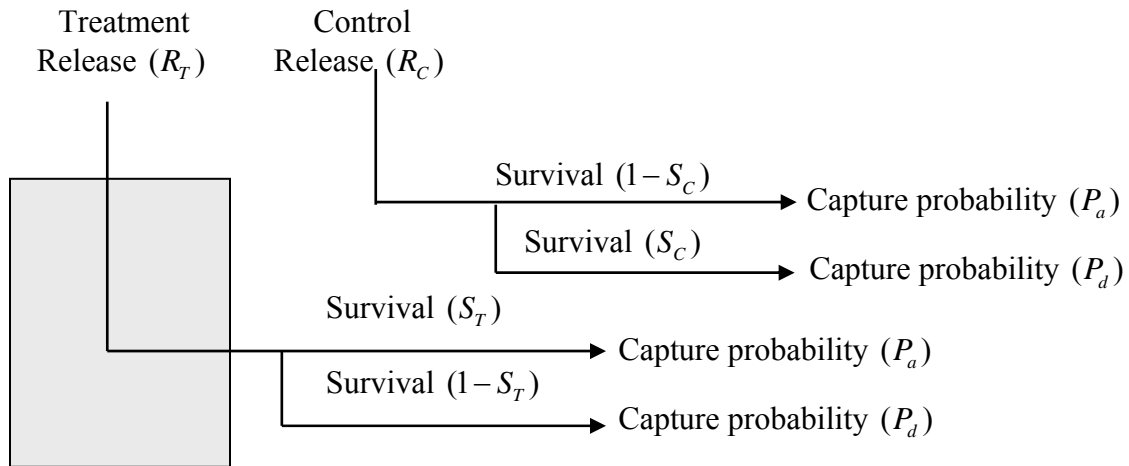 Treatment
Release (R_T)
Control
Release (R_C)
Survival (1 – S_C)
Capture probability (P_a)
Survival (S_C)
Capture probability (P_d)
Survival (S_T)
Capture probability (P_a)
Survival (1 – S_T)
Capture probability (P_d)